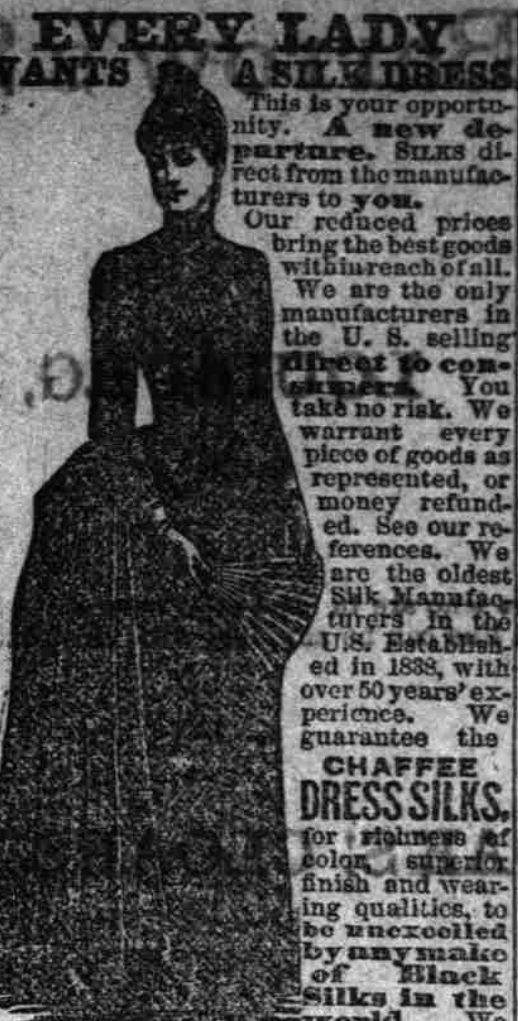 EVERY LADY
WANTS A SILK DRESS
This is your opportu-
nity. A new de-
parture. SILKS di-
rect from the manufac-
turers to you.
Our reduced prices
bring the best goods
within reach of all.
We are the only
manufacturers in
the U. S. selling
direct to con-
sumers. You
take no risk. We
warrant every
piece of goods as
represented, or
money refund-
ed. See our re-
ferences. We
are the oldest
Silk Manufac-
turers in the
U.S. Establish-
ed in 1838, with
over 50 years' ex-
perience. We
guarantee the
CHAFFEE
DRESS SILKS,
for richness of
color, superior
finish and wear-
ing qualities, to
be unexcelled
by any make
of Black
Silks in the
world. We